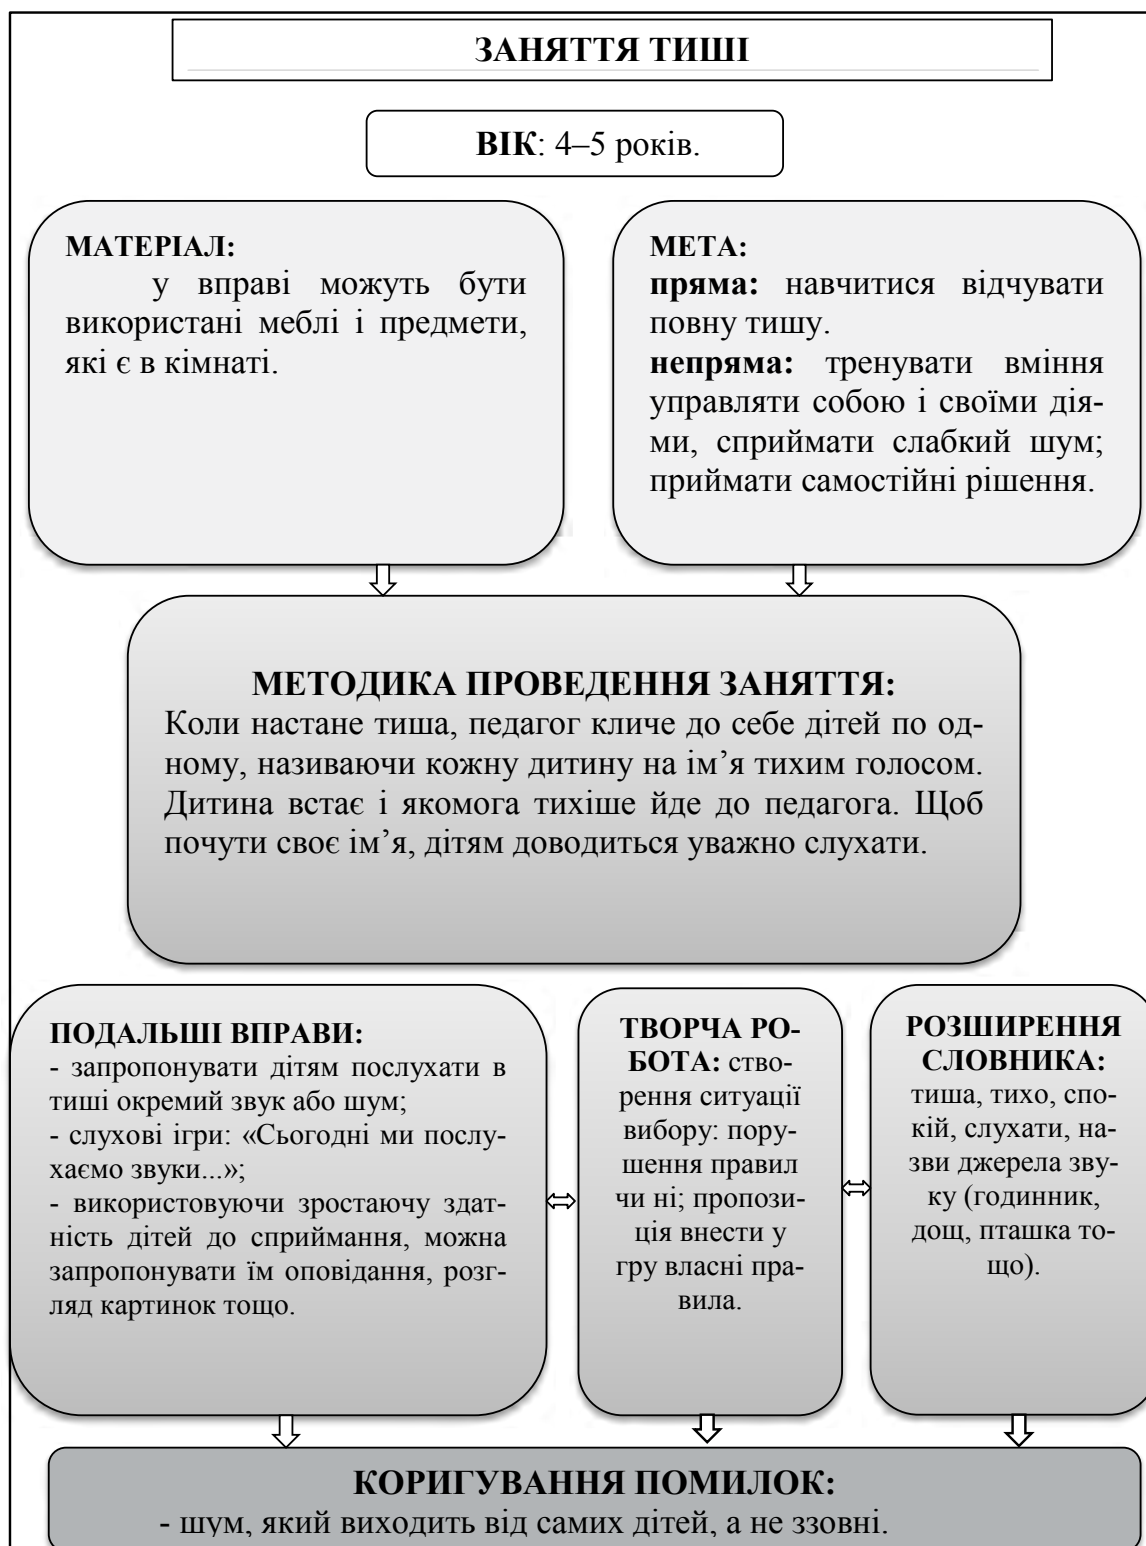 ЗАНЯТТЯ ТИШІ
ВІК: 4–5 років.
МАТЕРІАЛ:
у вправі можуть бути
використані меблі і предмети,
які є в кімнаті.
МЕТА:
пряма: навчитися відчувати
повну тишу.
непряма: тренувати вміння
управляти собою і своїми дія-
ми, сприймати слабкий шум;
приймати самостійні рішення.
МЕТОДИКА ПРОВЕДЕННЯ ЗАНЯТТЯ:
Коли настане тиша, педагог кличе до себе дітей по од-
ному, називаючи кожну дитину на ім’я тихим голосом.
Дитина встає і якомога тихіше йде до педагога. Щоб
почути своє ім’я, дітям доводиться уважно слухати.
ПОДАЛЬШІ ВПРАВИ:
- запропонувати дітям послухати в
тиші окремий звук або шум;
- слухові ігри: «Сьогодні ми послу-
хаємо звуки...»;
- використовуючи зростаючу здат-
ність дітей до сприймання, можна
запропонувати їм оповідання, розг-
ляд картинок тощо.
ТВОРЧА РО-
БОТА: ство-
рення ситуації
вибору: пору-
шення правил
чи ні; пропози-
ція внести у
гру власні пра-
вила.
РОЗШИРЕННЯ
СЛОВНИКА:
тиша, тихо, спо-
кій, слухати, на-
зви джерела зву-
ку (годинник,
дощ, пташка то-
що).
КОРИГУВАННЯ ПОМИЛОК:
- шум, який виходить від самих дітей, а не ззовні.